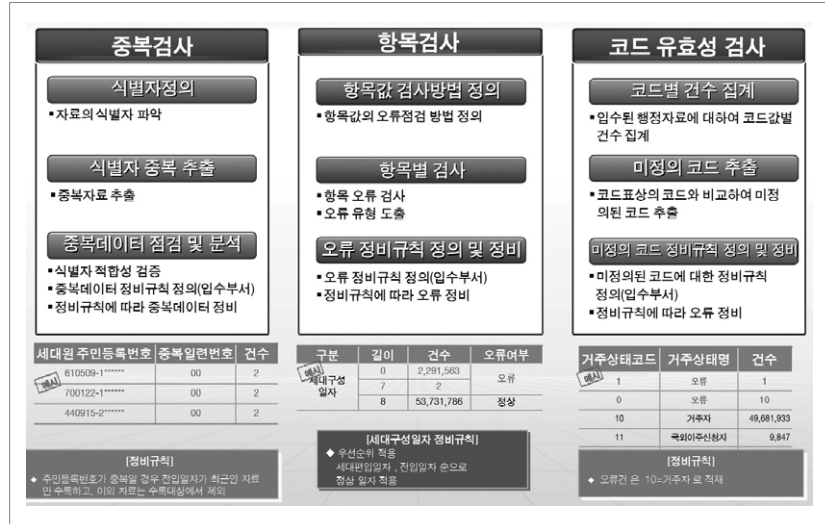 중복검사
식별자정의
▪자료의 식별자 파악
식별자 중복 추출
▪중복자료 추출
중복데이터 점검 및 분석
▪식별자 적합성 검증
▪중복데이터 정비규칙 정의(입수부서)
▪정비규칙에 따라 중복데이터 정비
세대원 주민등록번호 중복일련번호 건수
예시
610509-1****** 00 2
700122-1****** 00 2
440915-2****** 00 2
[정비규칙]
◆ 주민등록번호가 중복일 경우 전입일자가 최근인 자료
만 수록하고, 이외 자료는 수록대상에서 제외
항목검사
항목값 검사방법 정의
▪항목값의 오류점검 방법 정의
항목별 검사
▪항목 오류 검사
▪오류 유형 도출
오류 정비규칙 정의 및 정비
▪오류 정비규칙 정의(입수부서)
▪정비규칙에 따라 오류 정비
구분 길이 건수 오류여부
예시
세대구성
일자
0 2,291,563 오류
7 2
8 53,731,786 정상
[세대구성일자 정비규칙]
◆ 우선순위 적용
세대편입일자 , 전입일자 순으로
정상 일자 적용
코드 유효성 검사
코드별 건수 집계
▪입수된 행정자료에 대하여 코드값별
건수 집계
미정의 코드 추출
▪코드표상의 코드와 비교하여 미정
의된 코드 추출
미정의 코드 정비규칙 정의 및 정비
▪미정의된 코드에 대한 정비규칙
정의(입수부서)
▪정비규칙에 따라 오류 정비
거주상태코드 거주상태명 건수
예시
1 오류 1
0 오류 10
10 거주자 49,681,933
11 국외이주신청자 9,847
[정비규칙]
◆ 오류건 은 10=거주자 로 적재